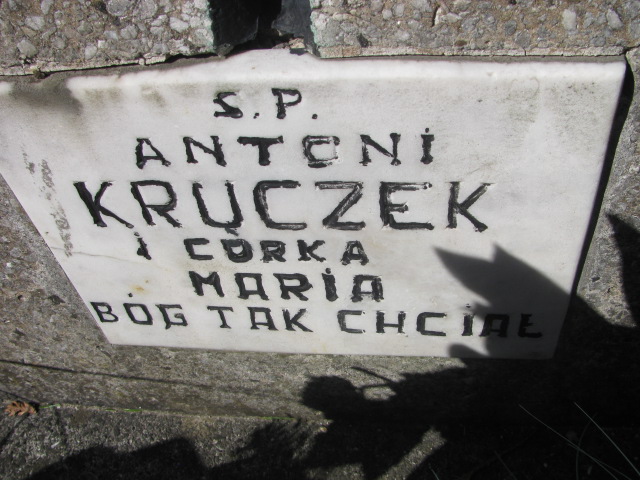 S.P.
ANTONI
KRUCZEK
i CÓRKA
MARiA
BÓG TAK CHCiAŁ